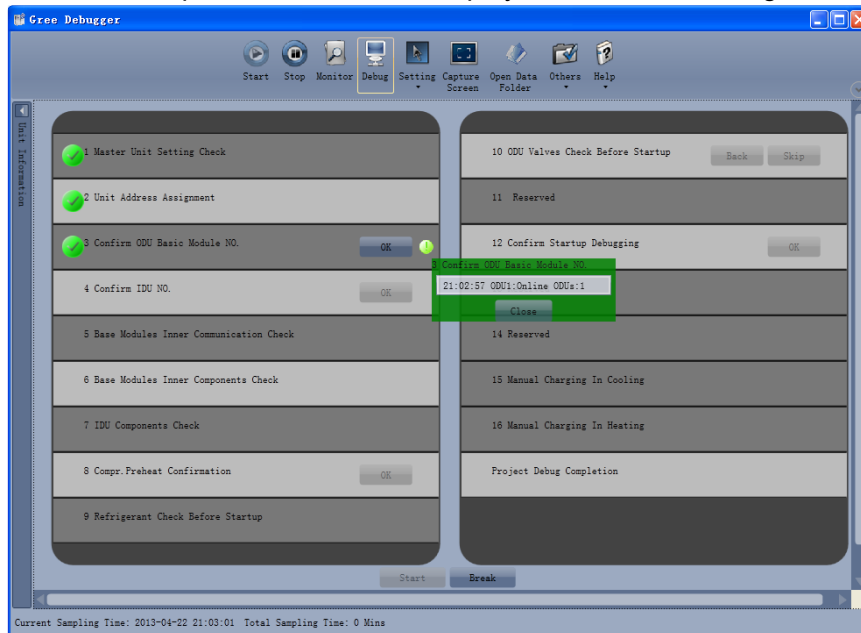 Gree Debugger
Start Stop Monitor Debug Setting Capture Screen Open Data Folder Others Help
Unit Information
1 Master Unit Setting Check
2 Unit Address Assignment
3 Confirm ODU Basic Module NO. OK
4 Confirm IDU NO. OK
5 Base Modules Inner Communication Check
6 Base Modules Inner Components Check
7 IDU Components Check
8 Compr.Preheat Confirmation OK
9 Refrigerant Check Before Startup
10 ODU Valves Check Before Startup Back Skip
11 Reserved
12 Confirm Startup Debugging OK
3 Confirm ODU Basic Module NO.
21:02:57 ODU1:Online ODUs:1
Close
14 Reserved
15 Manual Charging In Cooling
16 Manual Charging In Heating
Project Debug Completion
Start Break
Current Sampling Time: 2013-04-22 21:03:01 Total Sampling Time: 0 Mins